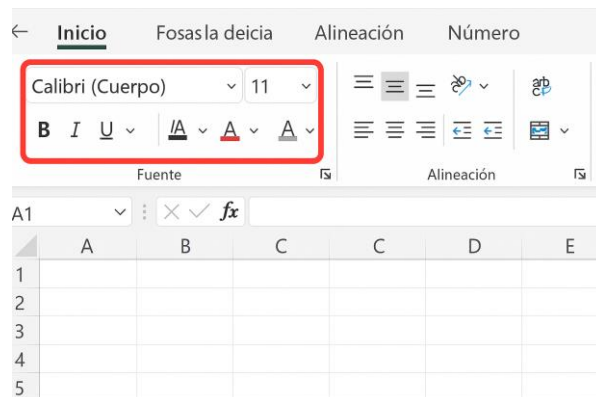 Inicio Fosas la deicia Alineación Número
Calibri (Cuerpo) 11
B I U A A A
Fuente Alineación
A1 fx
A B C C D E
1
2
3
4
5